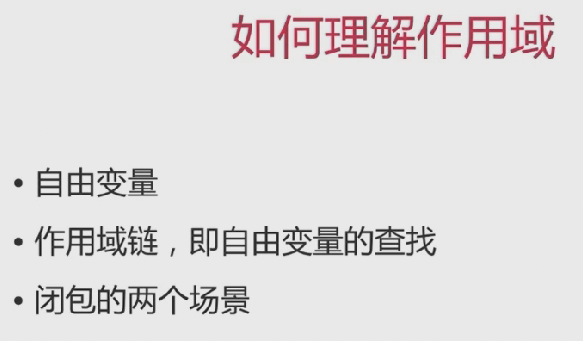 如何理解作用域
• 自由变量
• 作用域链，即自由变量的查找
• 闭包的两个场景